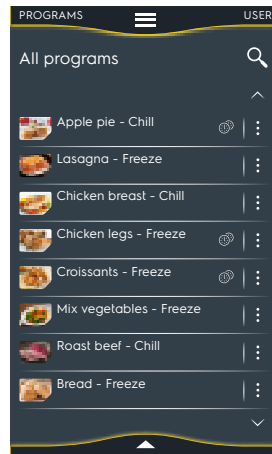 PROGRAMS USER
All programs
Apple pie - Chill
Lasagna - Freeze
Chicken breast - Chill
Chicken legs - Freeze
Croissants - Freeze
Mix vegetables - Freeze
Roast beef - Chill
Bread - Freeze